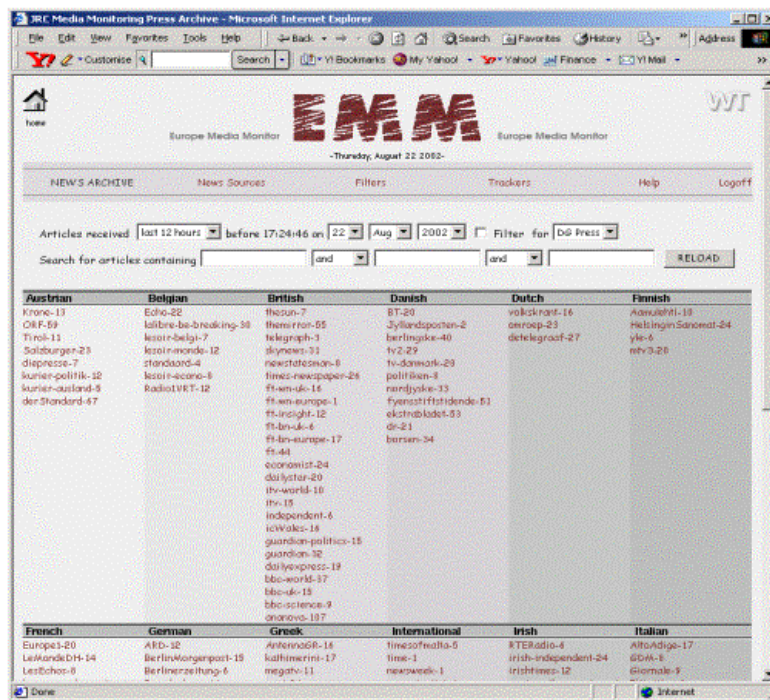 JRC Media Monitoring Press Archive - Microsoft Internet Explorer
File Edit View Favorites Tools Help Back Search Favorites History Address
Y! Customise Search Y! Bookmarks My Yahoo! Yahoo! Finance Y! Mail
home
Europe Media Monitor EMM Europe Media Monitor
WT
-Thursday, August 22 2002-
NEWS ARCHIVE News Sources Filters Trackers Help Logoff
Articles received last 12 hours before 17:24:46 on 22 Aug 2002 Filter for DG Press
Search for articles containing and and RELOAD
Austrian Belgian British Danish Dutch Finnish
Krone-13 Echo-22 thesun-7 BT-20 volkskrant-16 Aamulehti-10
ORF-59 lalibre-be-breaking-30 themirror-55 Jyllandsposten-2 omroep-23 HelsinginSanomat-24
Tirol-11 lesoir-belgi-7 telegraph-1 berlingske-40 detelegraaf-27 yle-6
Salzburger-23 lesoir-monde-12 skynews-31 tv2-29 mtv3-20
diepresse-7 standaard-4 newstatesman-8 tv-danmark-20
kurier-politik-12 lesoir-econo-8 times-newspaper-26 politiken-8
kurier-ausland-5 Radio1VRT-12 ft-wn-uk-16 nordjyske-33
derStandard-67 ft-wn-europe-1 fyensstiftstidende-51
ft-insight-12 ekstrabladet-53
ft-bn-uk-6 dr-21
ft-bn-europe-17 borsen-34
ft-44
economist-24
dailystar-20
itv-world-10
itv-15
independent-6
icWales-16
guardian-politics-15
guardian-32
dailyexpress-19
bbc-world-37
bbc-uk-15
bbc-science-9
ananova-107
French German Greek International Irish Italian
Europe1-20 ARD-12 AntennaGR-16 timesofmalta-5 RTERadio-6 AltoAdige-17
LeMondeDH-14 BerlinMorgenpost-15 kathimerini-17 time-1 irish-independent-24 GDM-8
LesEchos-8 Berlinerzeitung-6 megatv-11 newsweek-1 irishtimes-12 Giornale-9
Done Internet